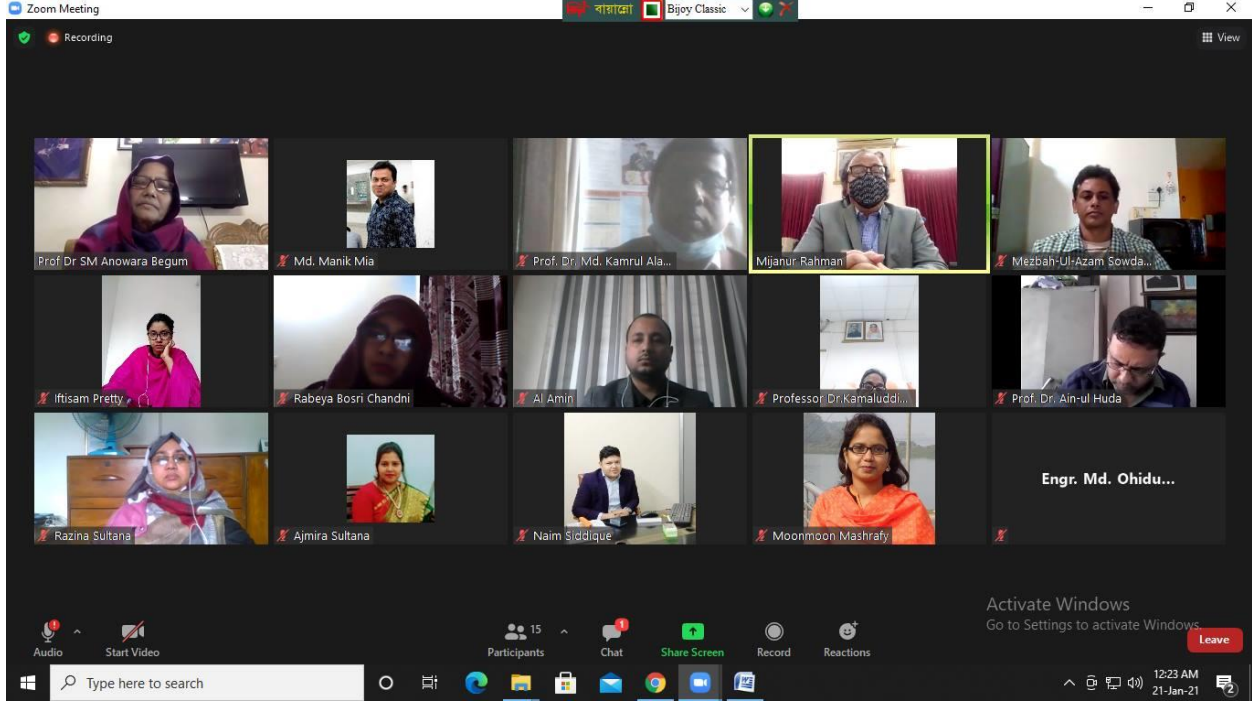 Zoom Meeting
বায়ান্নো
Bijoy Classic
Recording
View
Prof Dr SM Anowara Begum
Md. Manik Mia
Prof. Dr. Md. Kamrul Ala...
Mijanur Rahman
Mezbah-Ul-Azam Sowda...
Iftisam Pretty
Rabeya Bosri Chandni
Al Amin
Professor Dr.Kamaluddi...
Prof. Dr. Ain-ul Huda
Razina Sultana
Ajmira Sultana
Naim Siddique
Moonmoon Mashrafy
Engr. Md. Ohidu...
Activate Windows
Go to Settings to activate Windows.
Audio
Start Video
15
Participants
1
Chat
Share Screen
Record
Reactions
Leave
Type here to search
12:23 AM
21-Jan-21
2